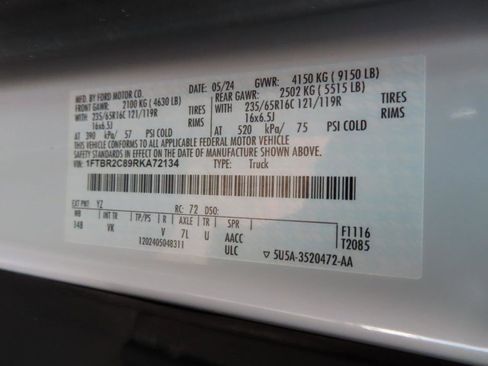 MFD. BY FORD MOTOR CO. 05/24 GVWR: 4150 KG ( 9150 LB)
FRONT GAWR: 2100 KG ( 4630 LB) REAR GAWR: 2502 KG ( 5515 LB)
WITH 235/65R16C 121/119R TIRES WITH 235/65R16C 121/119R TIRES
16x6.5J RIMS 16x6.5J RIMS
AT 390 kPa/ 57 PSI COLD AT 520 kPa/ 75 PSI COLD
THIS VEHICLE CONFORMS TO ALL APPLICABLE FEDERAL MOTOR VEHICLE
SAFETY STANDARDS IN EFFECT ON THE DATE OF MANUFACTURE SHOWN ABOVE.
VIN: 1FTBR2C89RKA72134 TYPE: Truck
EXT PNT: YZ RC: 72 DSO:
WB INT TR TP/PS R AXLE TR SPR F1116
148 VK V 7L U AACC T2085
1202405048311 ULC ▽ 5U5A-3520472-AA